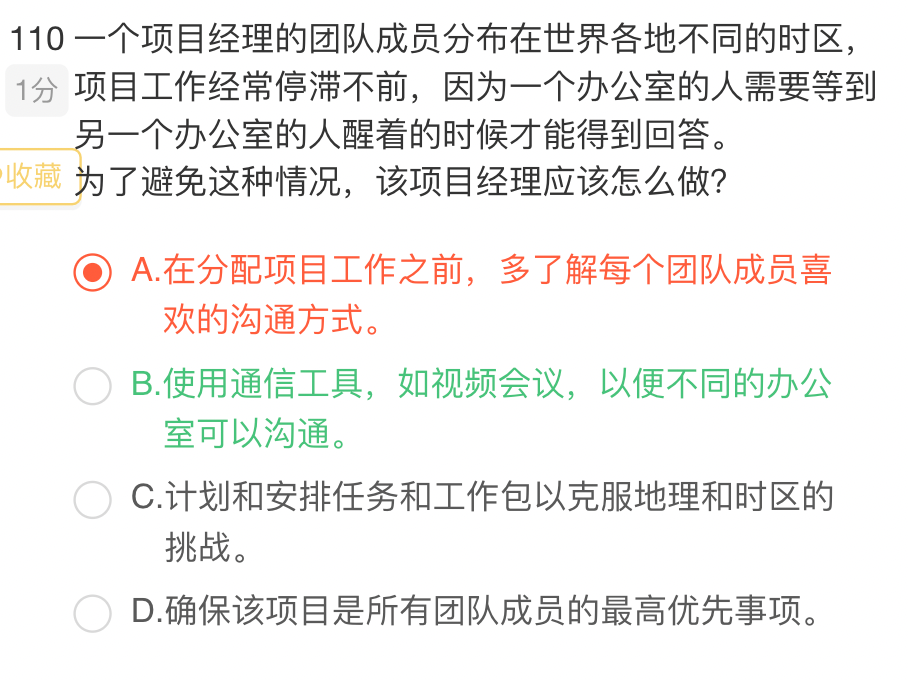 110 一个项目经理的团队成员分布在世界各地不同的时区，
1分 项目工作经常停滞不前，因为一个办公室的人需要等到
另一个办公室的人醒着的时候才能得到回答。
收藏 为了避免这种情况，该项目经理应该怎么做？
A.在分配项目工作之前，多了解每个团队成员喜
欢的沟通方式。
B.使用通信工具，如视频会议，以便不同的办公
室可以沟通。
C.计划和安排任务和工作包以克服地理和时区的
挑战。
D.确保该项目是所有团队成员的最高优先事项。